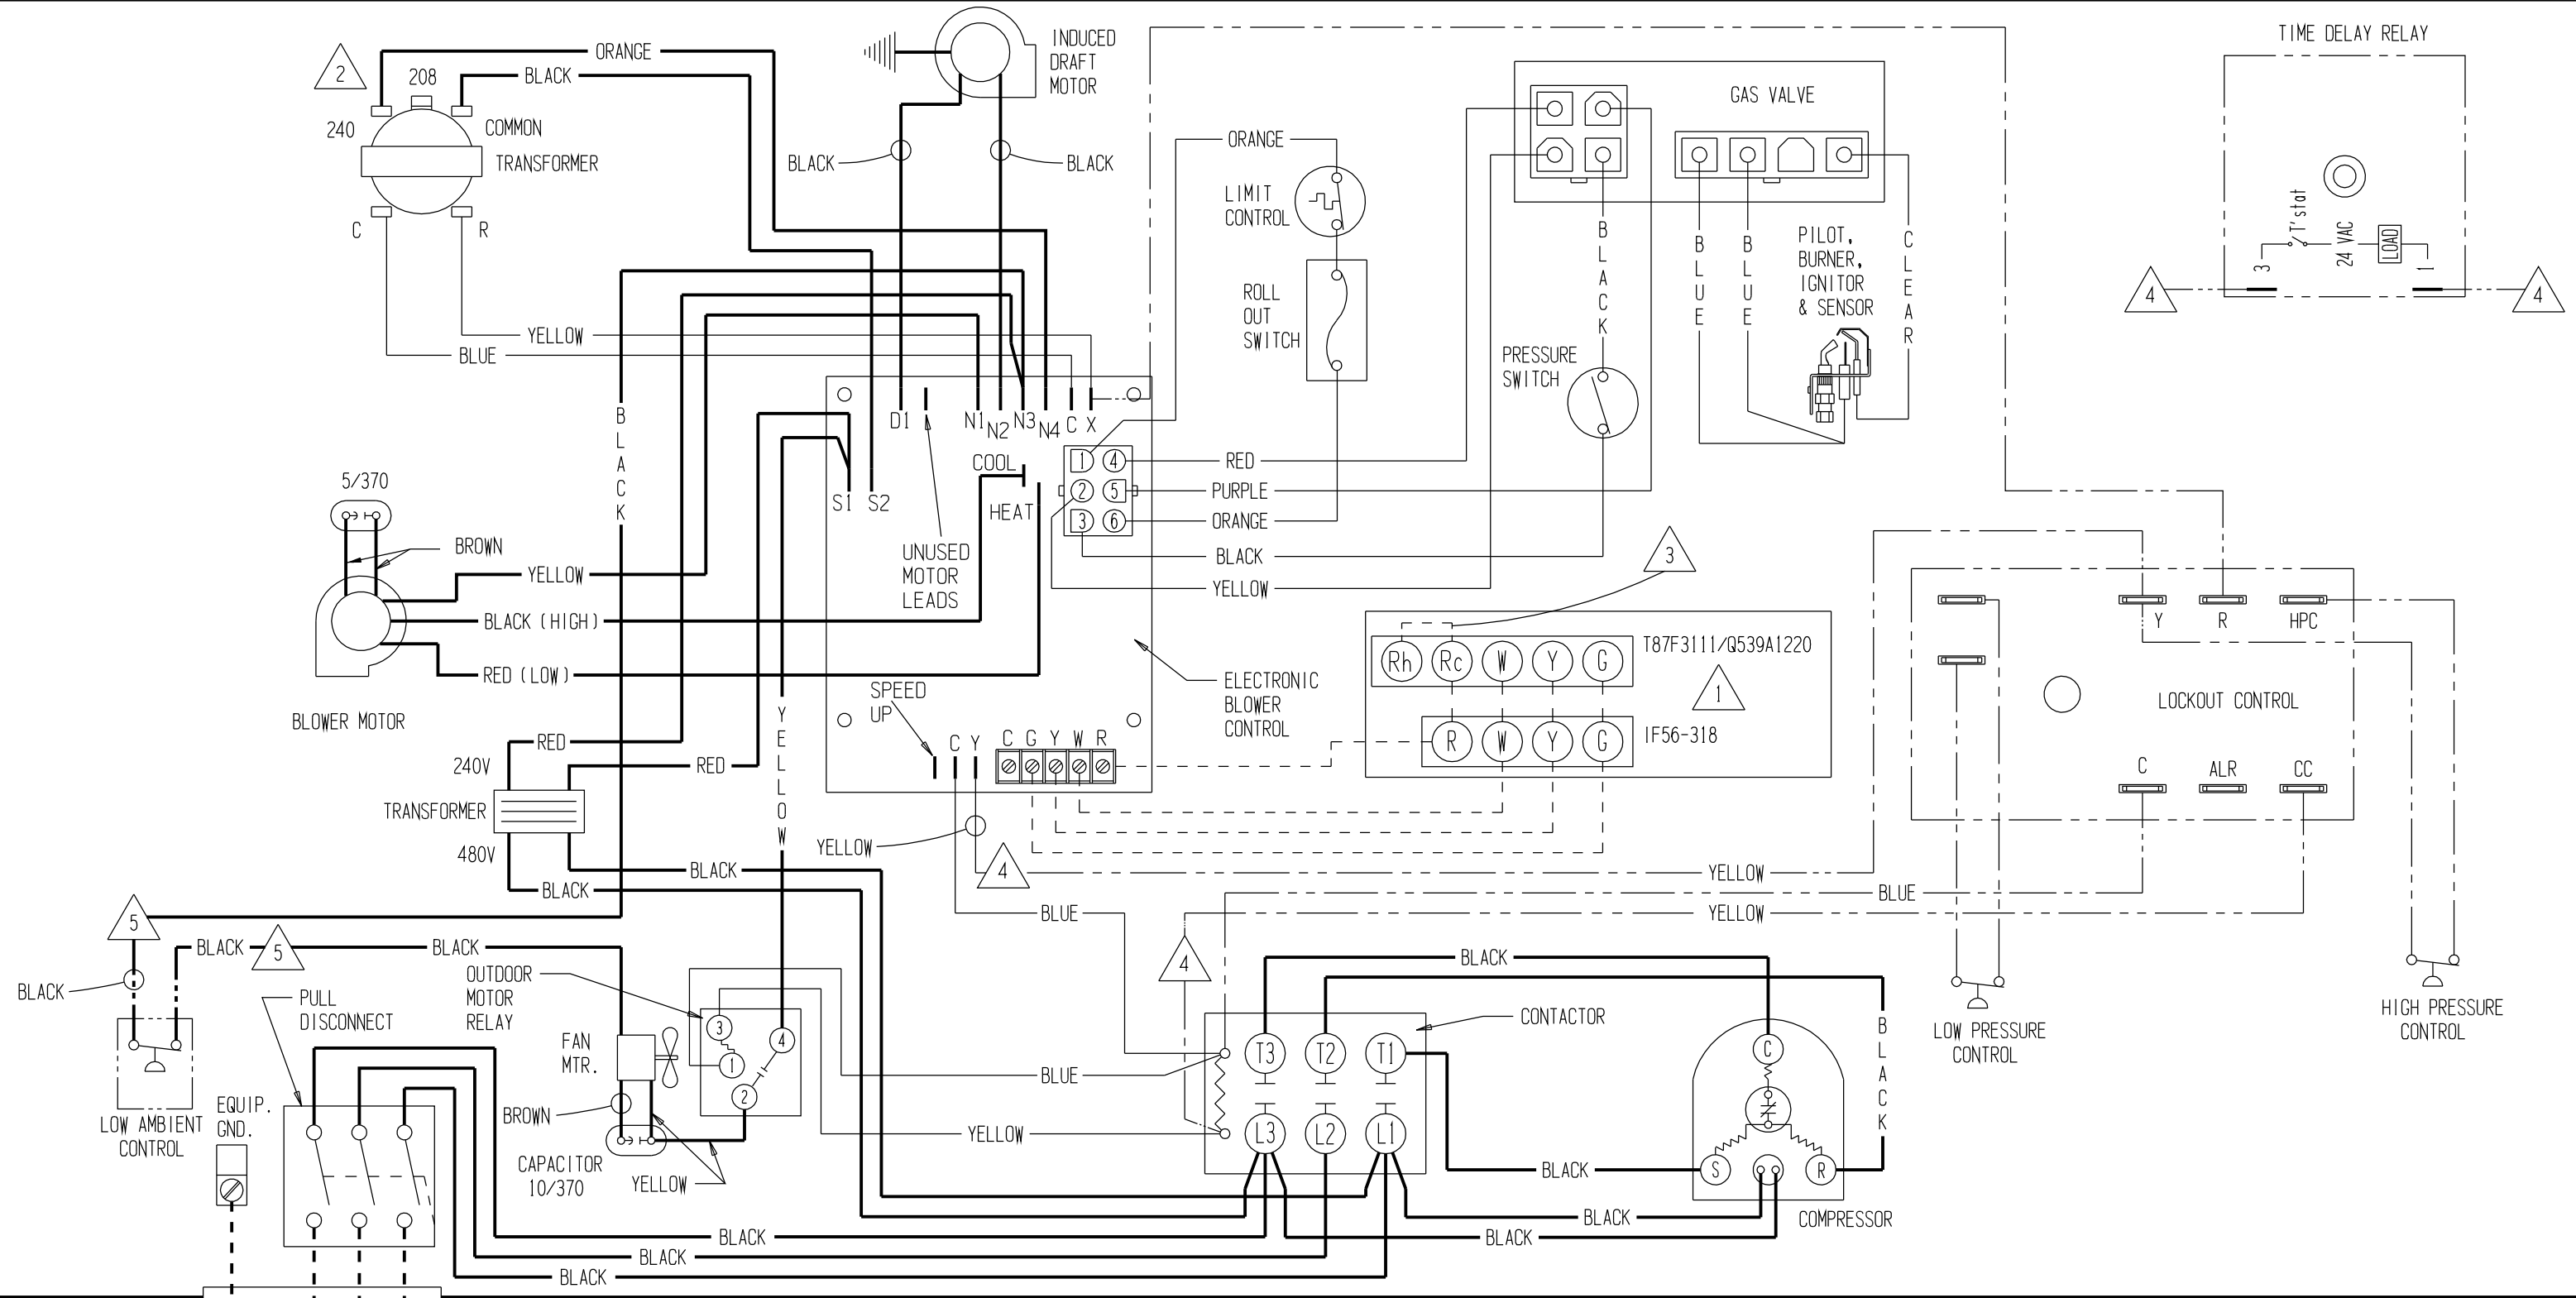 TIME DELAY RELAY
T'stat
24 VAC
LOAD
3
1
4
4
2
208
240
COMMON
TRANSFORMER
C
R
ORANGE
BLACK
INDUCED
DRAFT
MOTOR
BLACK
BLACK
YELLOW
BLUE
ORANGE
LIMIT
CONTROL
ROLL
OUT
SWITCH
GAS VALVE
BLACK
BLUE
BLUE
CLEAR
PILOT,
BURNER,
IGNITOR
& SENSOR
PRESSURE
SWITCH
BLACK
D1
N1
N2
N3
N4
C
X
S1
S2
COOL
HEAT
UNUSED
MOTOR
LEADS
1
4
2
5
3
6
RED
PURPLE
ORANGE
BLACK
YELLOW
5/370
BROWN
YELLOW
BLACK (HIGH)
RED (LOW)
BLOWER MOTOR
ELECTRONIC
BLOWER
CONTROL
SPEED
UP
C
Y
C G Y W R
3
T87F3111/Q539A1220
Rh Rc W Y G
1
R W Y G
IF56-318
Y
R
HPC
LOCKOUT CONTROL
C
ALR
CC
RED
RED
240V
TRANSFORMER
480V
YELLOW
YELLOW
4
BLACK
BLACK
YELLOW
BLUE
YELLOW
BLUE
4
5
BLACK
5
BLACK
BLACK
LOW AMBIENT
CONTROL
PULL
DISCONNECT
EQUIP.
GND.
OUTDOOR
MOTOR
RELAY
FAN
MTR.
3
4
1
2
BROWN
CAPACITOR
10/370
YELLOW
BLUE
YELLOW
BLACK
CONTACTOR
T3 T2 T1
L3 L2 L1
BLACK
C
S
R
BLACK
BLACK
BLACK
COMPRESSOR
LOW PRESSURE
CONTROL
HIGH PRESSURE
CONTROL
BLACK
BLACK
BLACK